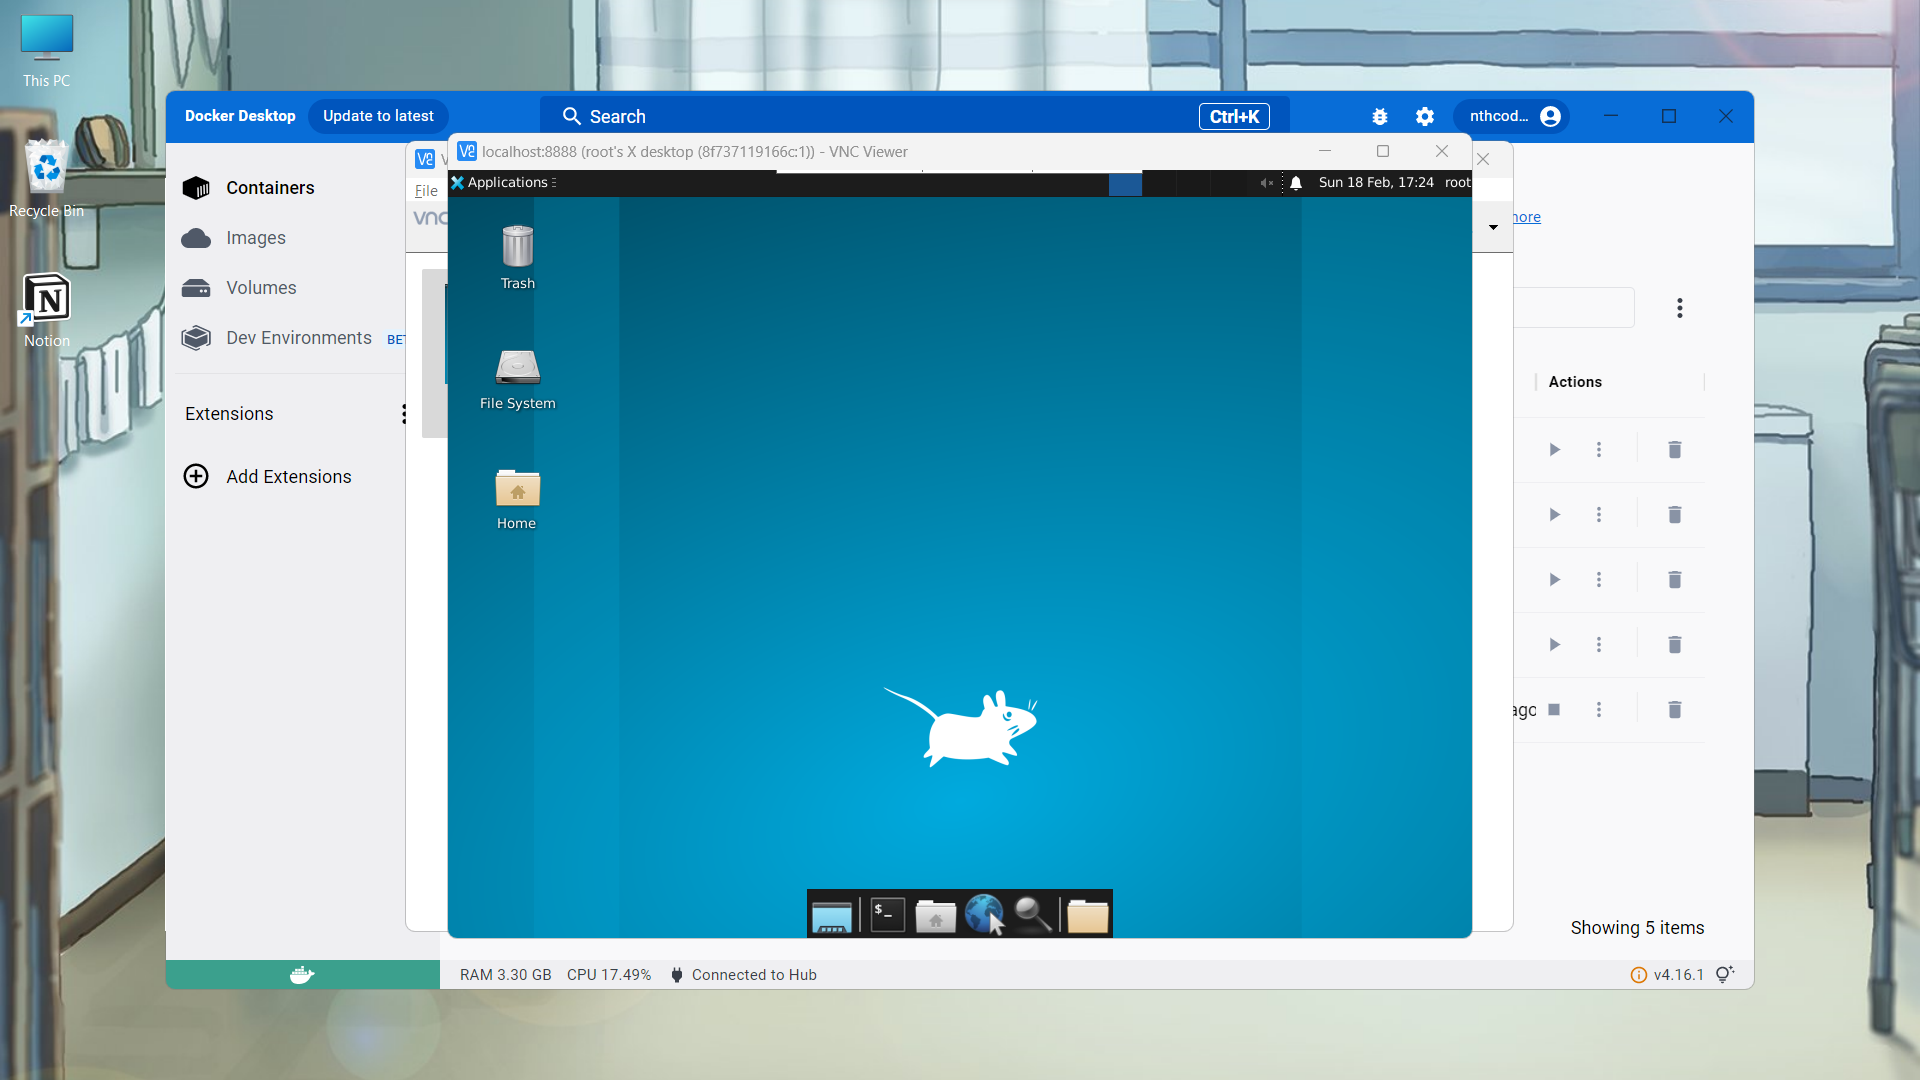 This PC
Recycle Bin
Notion
Docker Desktop
Update to latest
Search
Ctrl+K
nthcod...
Containers
Images
Volumes
Dev Environments
BET
Extensions
Add Extensions
V
File
vnc
localhost:8888 (root's X desktop (8f737119166c:1)) - VNC Viewer
Applications
Sun 18 Feb, 17:24
root
Trash
File System
Home
$_
more
Actions
ago
Showing 5 items
RAM 3.30 GB
CPU 17.49%
Connected to Hub
v4.16.1